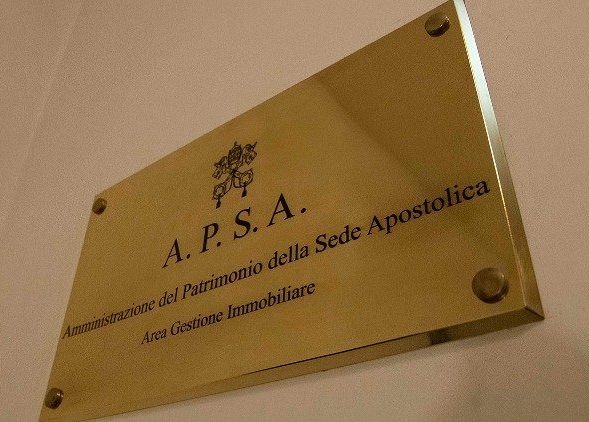 A. P. S. A.
Amministrazione del Patrimonio della Sede Apostolica
Area Gestione Immobiliare